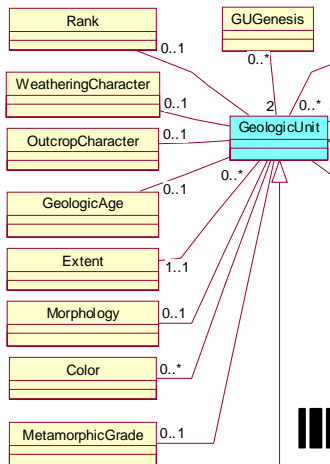 Rank
GUGenesis
0..1
0..*
WeatheringCharacter
0..1
2
0..*
GeologicUnit
OutcropCharacter
0..1
0..*
GeologicAge
0..1
Extent
1..1
Morphology
0..1
Color
0..*
MetamorphicGrade
0..1